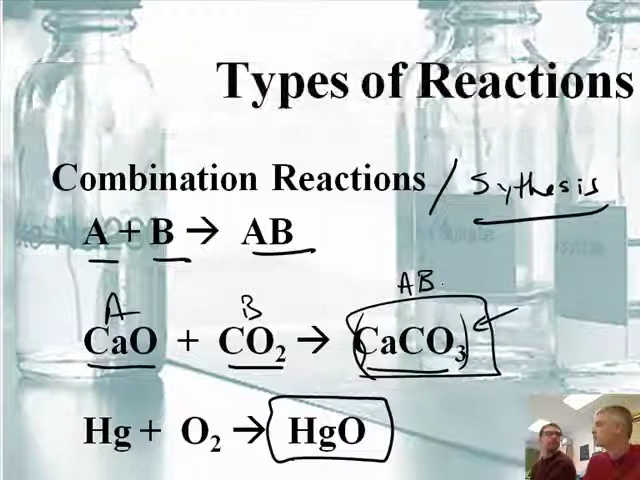 Types of Reactions
Combination Reactions / Sythesis
A + B → AB
A B AB
CaO + CO₂ → (CaCO₃)
Hg + O₂ → HgO